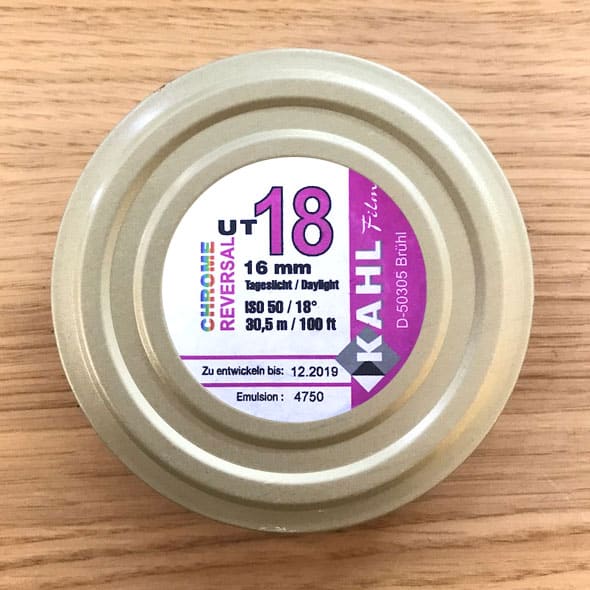 CHROME
REVERSAL
UT 18
16 mm
Tageslicht / Daylight
ISO 50 / 18°
30,5 m / 100 ft
Zu entwickeln bis: 12.2019
Emulsion : 4750
KAHL Film
D-50305 Brühl